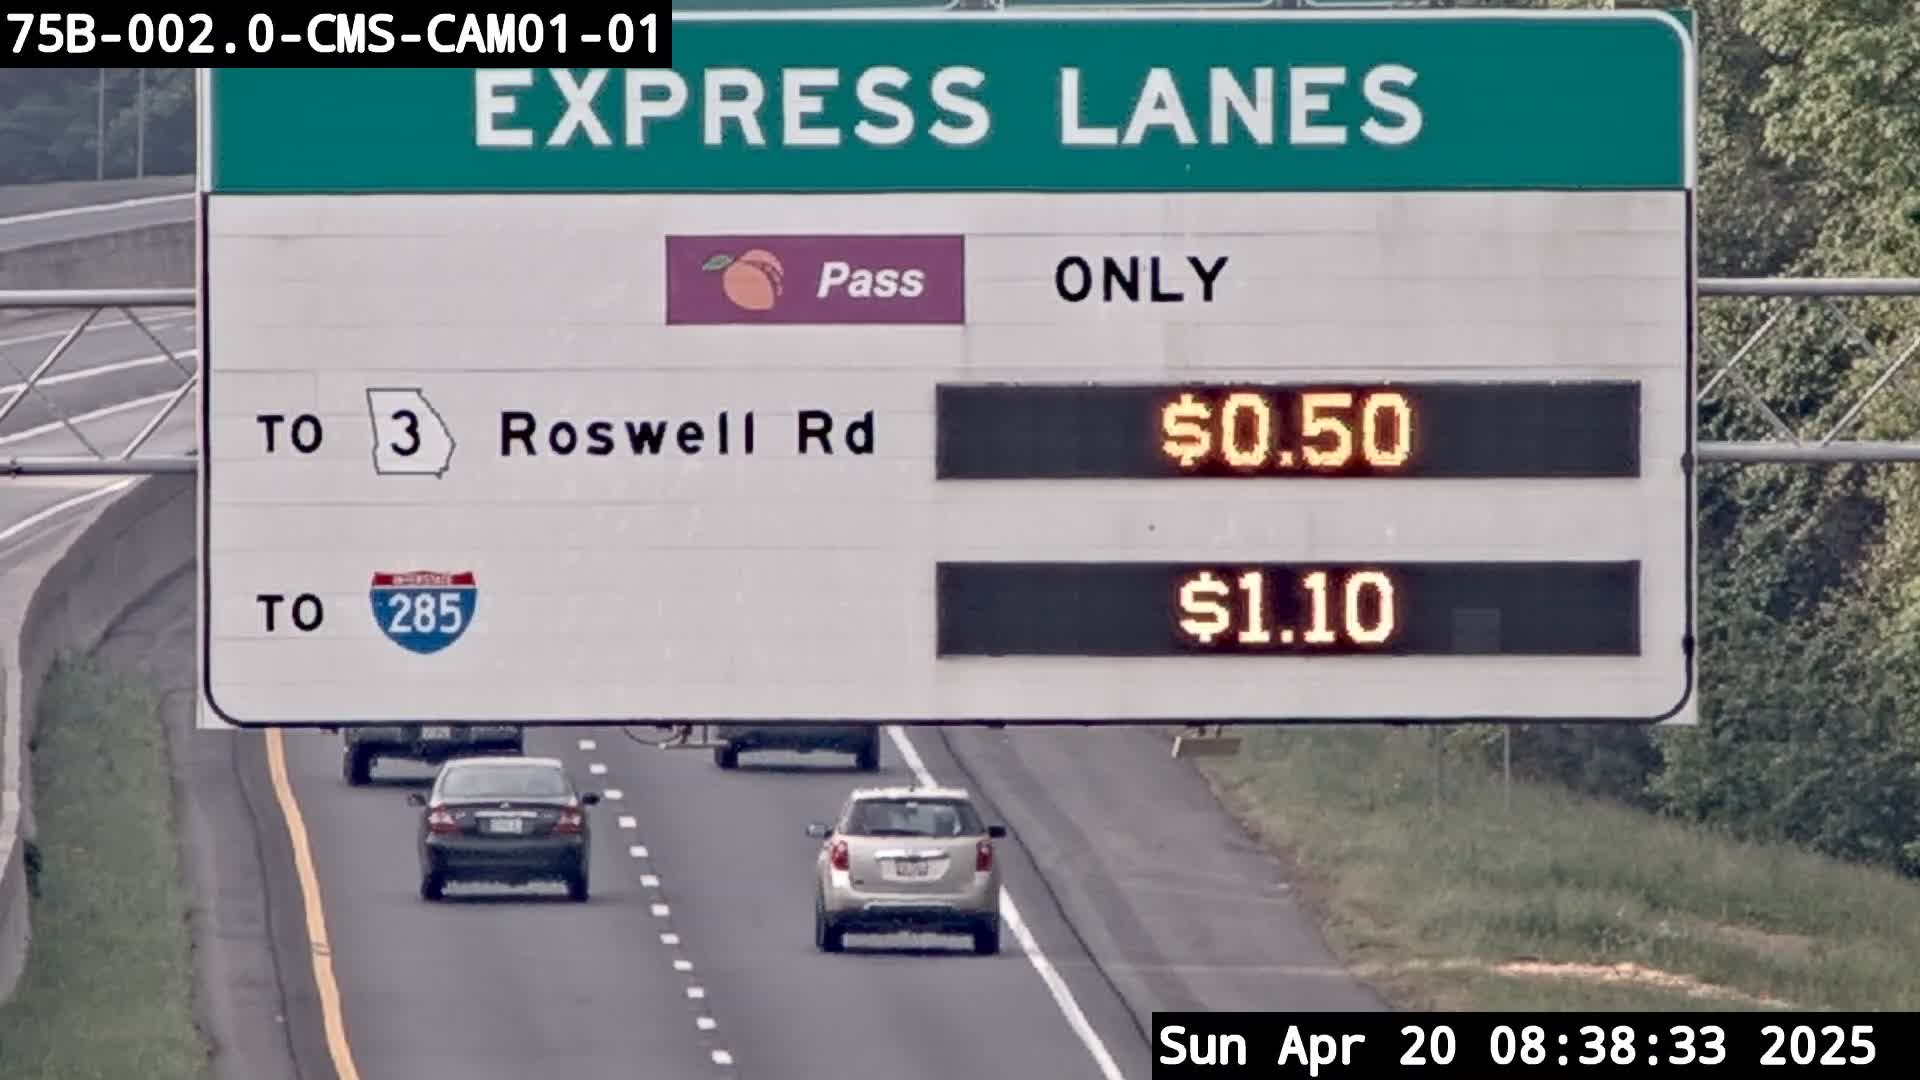 75B-002.0-CMS-CAM01-01
EXPRESS LANES
Pass ONLY
TO 3 Roswell Rd $0.50
TO INTERSTATE 285 $1.10
Sun Apr 20 08:38:33 2025